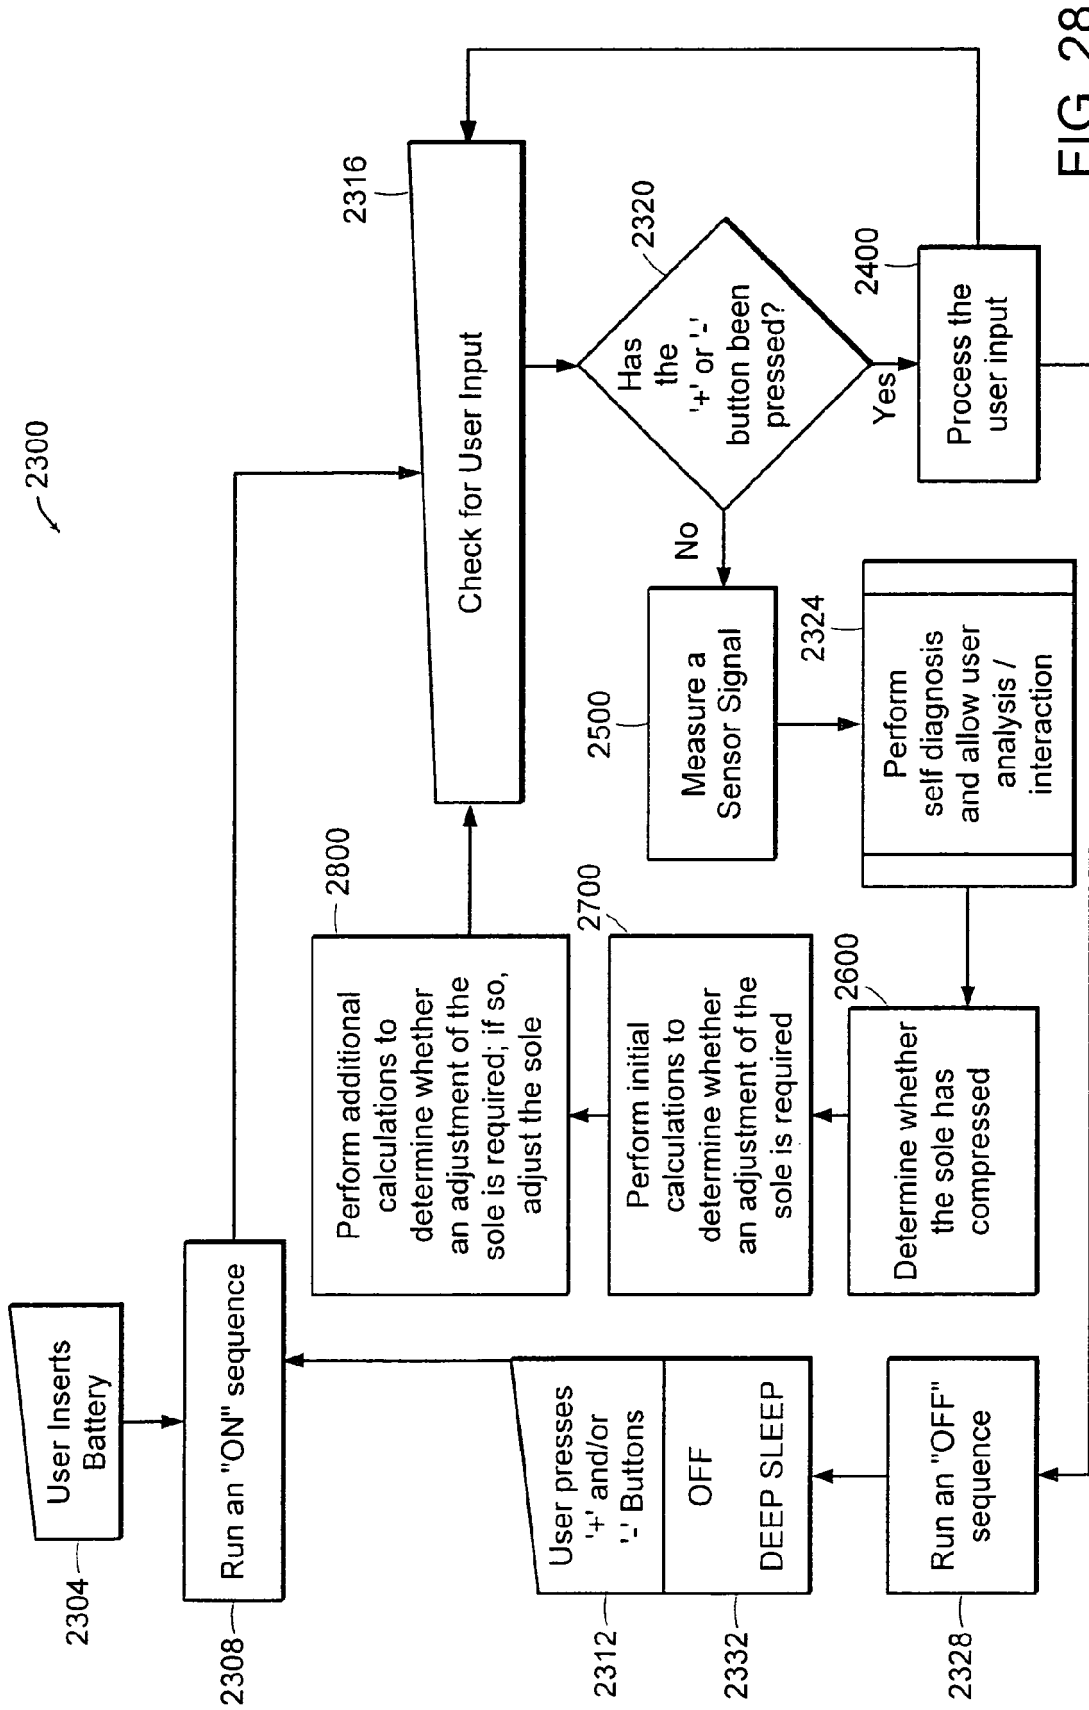 2300
User Inserts
Battery
2304
Run an "ON" sequence
2308
User presses
'+' and/or
'-' Buttons
2312
OFF
DEEP SLEEP
2332
Run an "OFF"
sequence
2328
Check for User Input
2316
Has
the
'+' or '-'
button been
pressed?
2320
Yes
No
Process the
user input
2400
Measure a
Sensor Signal
2500
Perform
self diagnosis
and allow user
analysis /
interaction
2324
Determine whether
the sole has
compressed
2600
Perform initial
calculations to
determine whether
an adjustment of the
sole is required
2700
Perform additional
calculations to
determine whether
an adjustment of the
sole is required; if so,
adjust the sole
2800
FIG. 28